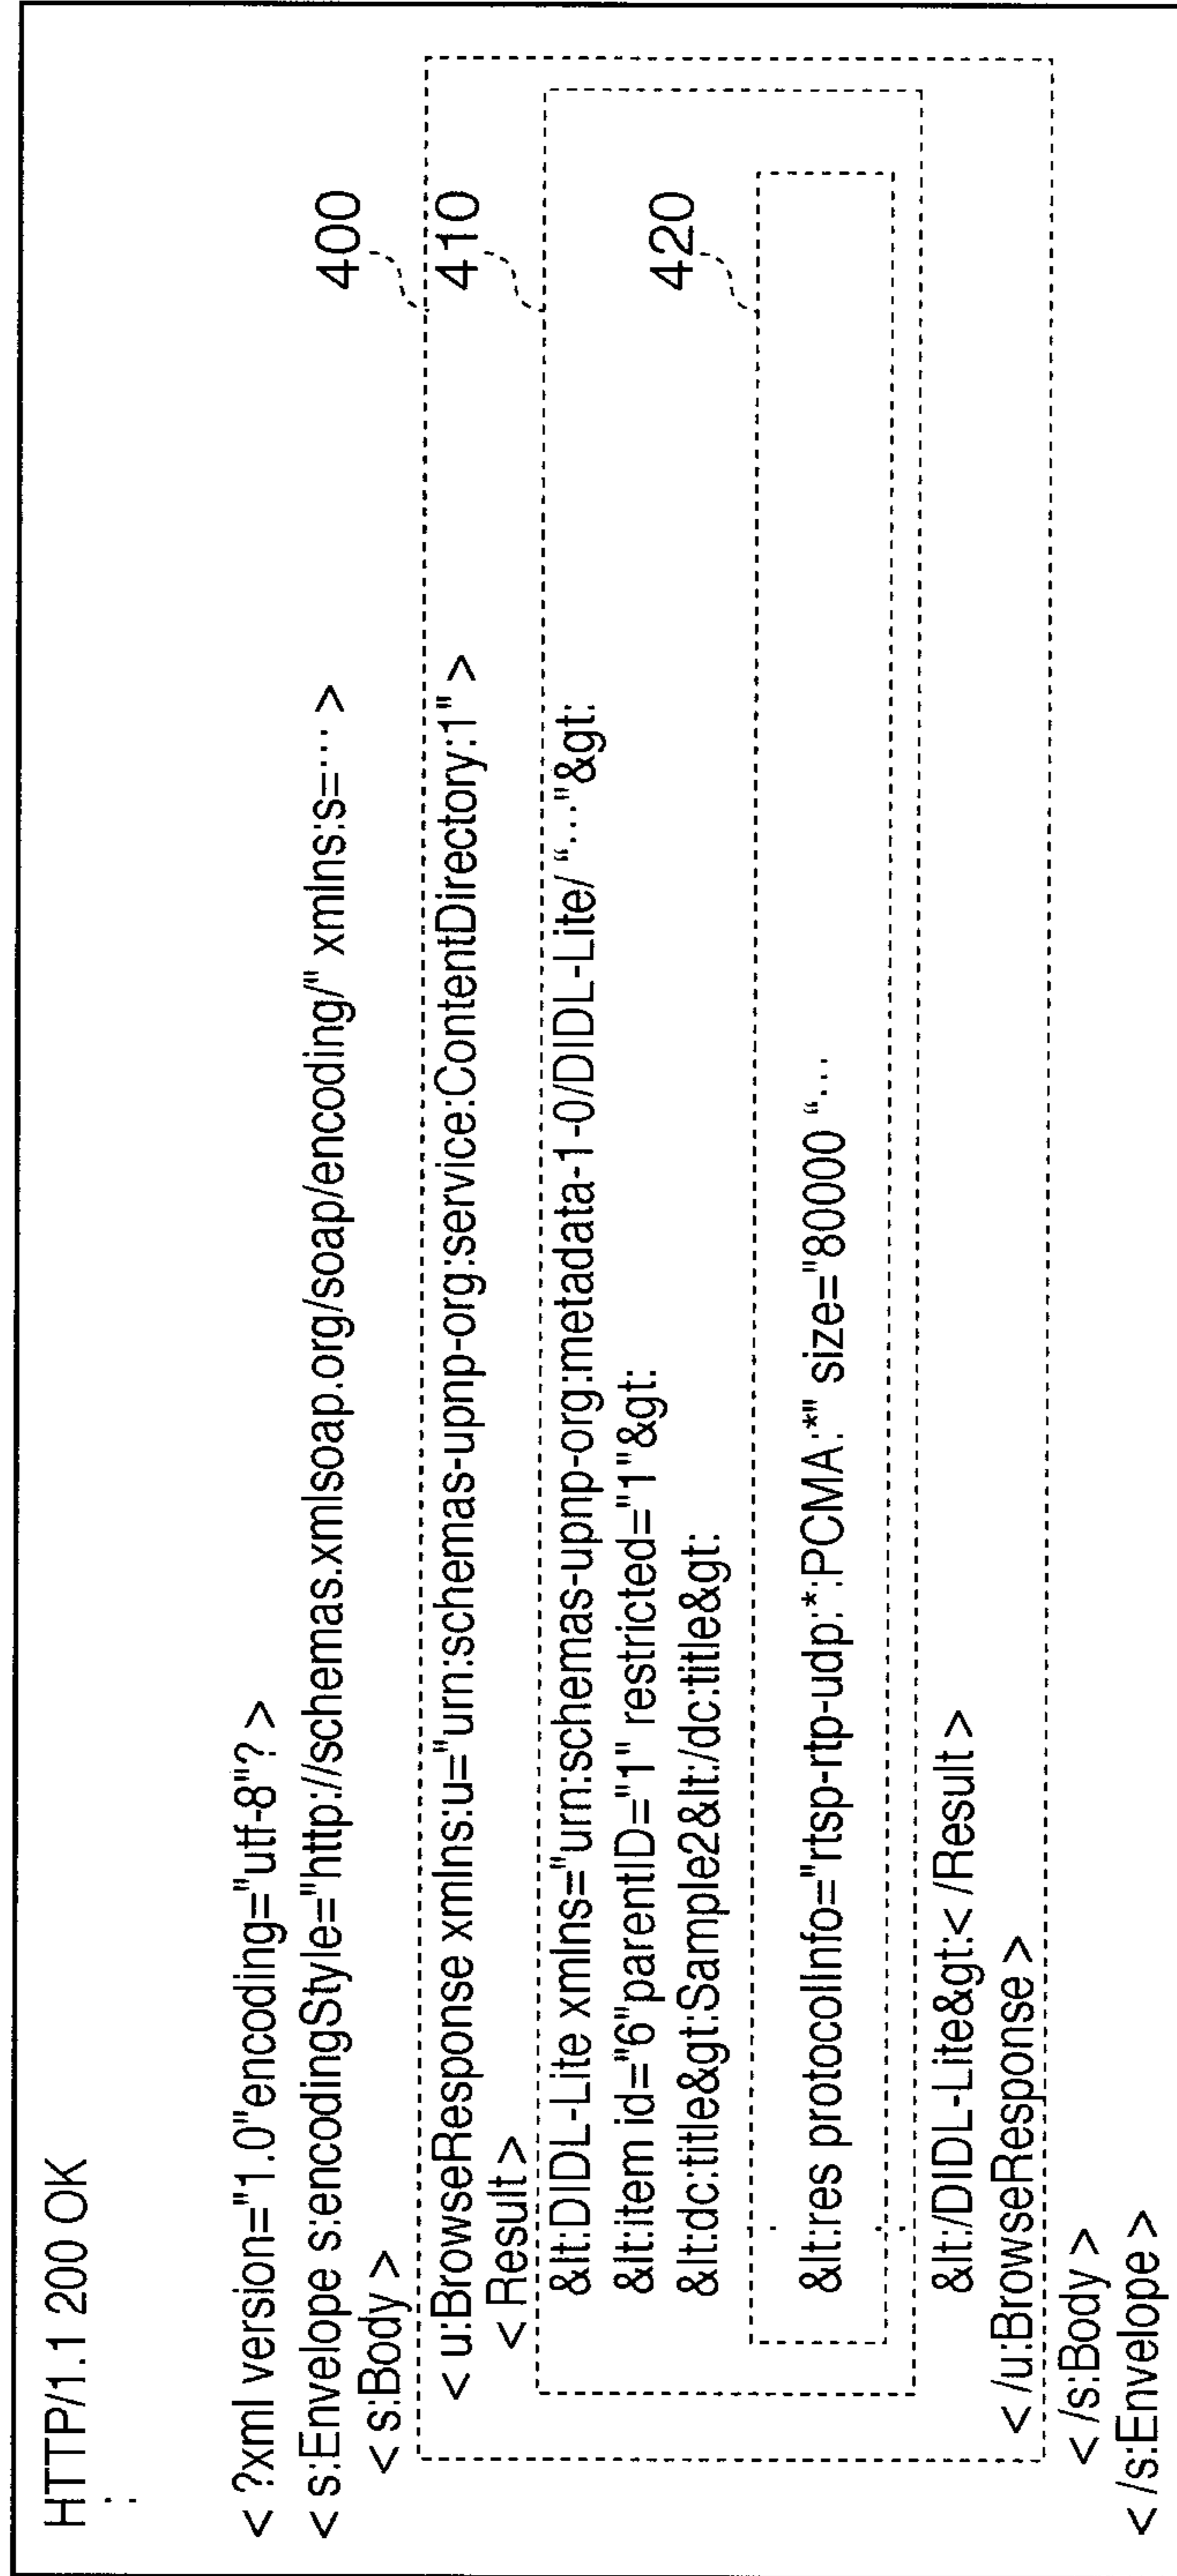 HTTP/1.1 200 OK
:
< ?xml version="1.0"encoding="utf-8"? >
< s:Envelope s:encodingStyle="http://schemas.xmlsoap.org/soap/encoding/" xmlns:s=··· >
< s:Body >
400
< u:BrowseResponse xmlns:u="urn:schemas-upnp-org:service:ContentDirectory:1" >
410
< Result >
&lt:DIDL-Lite xmlns="urn:schemas-upnp-org:metadata-1-0/DIDL-Lite/ “..."&gt:
&lt:item id="6"parentID="1" restricted="1"&gt:
&lt:dc:title&gt:Sample2&lt:/dc:title&gt:
420
&lt:res protocolInfo="rtsp-rtp-udp:*:PCMA:*" size="80000 “...
&lt:/DIDL-Lite&gt:< /Result >
< /u:BrowseResponse >
< /s:Body >
< /s:Envelope >